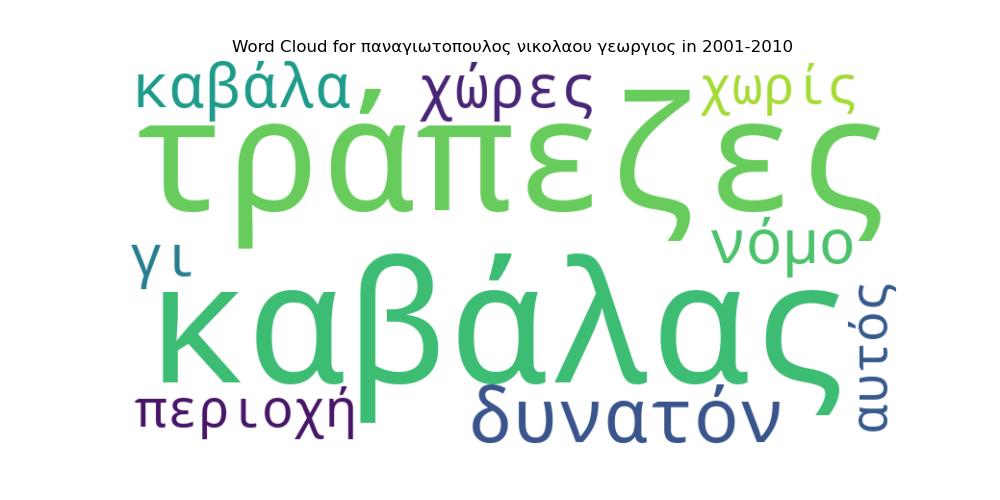 Word Cloud for παναγιωτοπουλος νικολαου γεωργιος in 2001-2010
καβάλα χώρες χωρίς
τράπεζες
γι νόμο
καβάλας
αυτός
περιοχή δυνατόν